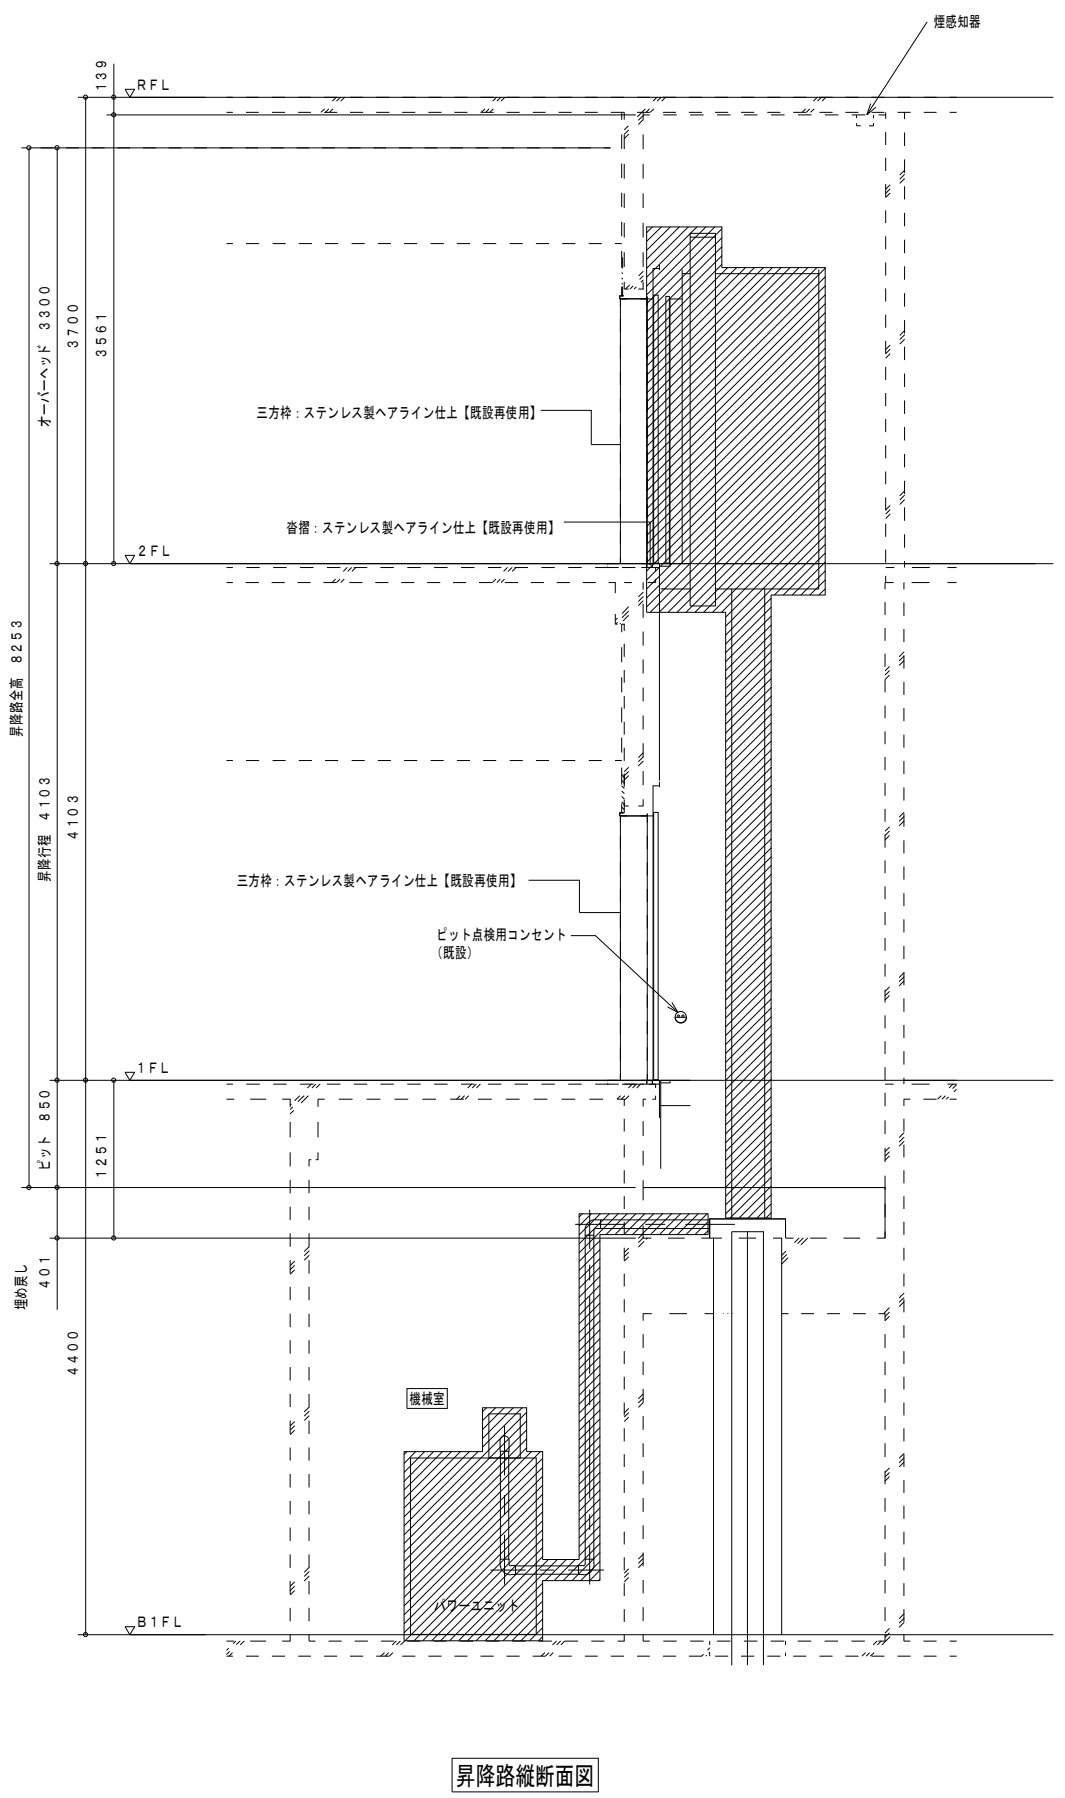 煙感知器
139
RFL
オーバーヘッド 3300
3700
3561
三方枠:ステンレス製ヘアライン仕上【既設再使用】
沓摺:ステンレス製ヘアライン仕上【既設再使用】
2FL
昇降路全高 8253
昇降行程 4103
4103
三方枠:ステンレス製ヘアライン仕上【既設再使用】
ピット点検用コンセント
(既設)
1FL
ピット 850
1251
埋め戻し
401
4400
機械室
パワーユニット
B1FL
昇降路縦断面図